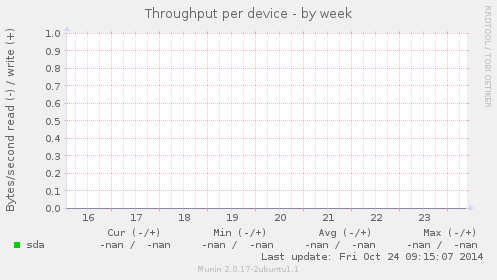 Throughput per device - by week
RRDTOOL / TOBI OETIKER
Bytes/second read (-) / write (+)
1.0
0.9
0.8
0.7
0.6
0.5
0.4
0.3
0.2
0.1
0.0
16 17 18 19 20 21 22 23
Cur (-/+) Min (-/+) Avg (-/+) Max (-/+)
sda -nan / -nan -nan / -nan -nan / -nan -nan / -nan
Last update: Fri Oct 24 09:15:07 2014
Munin 2.0.17-2ubuntu1.1